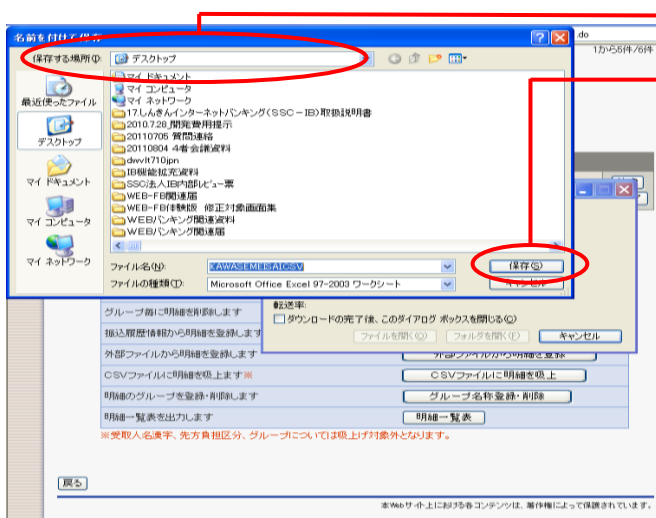 名前を付けて保存
.do
保存する場所(I):
デスクトップ
1から5件/6件
最近使ったファイル
デスクトップ
マイ ドキュメント
マイ コンピュータ
マイ ネットワーク
マイ ドキュメント
マイ コンピュータ
マイ ネットワーク
17.しんきんインターネットバンキング(SSC-IB)取扱説明書
2010.7.28_開発費用提示
20110705 質問連絡
20110804 4者会議資料
dwvlt710jpn
IB機能拡充資料
SSC法人IB内部レビュー票
WEB-FB関連届
WEB-FB体験版 修正対象画面集
WEBバンキング関連資料
WEBバンキング関連届
ファイル名(N):
保存(S)
ファイルの種類(T):
Microsoft Office Excel 97-2003 ワークシート
キャンセル
転送率:
ダウンロードの完了後、このダイアログ ボックスを閉じる(C)
ファイルを開く(O)
フォルダを開く(F)
キャンセル
グループ毎に明細を削除します
振込履歴情報から明細を登録します
外部ファイルから明細を登録します
外部ファイルから明細を登録
CSVファイルに明細を吸上ます※
CSVファイルに明細を吸上
明細のグループを登録・削除します
グループ名称登録・削除
明細一覧表を出力します
明細一覧表
※受取人名漢字、先方負担区分、グループについては吸上げ対象外となります。
戻る
本Webサイト上における各コンテンツは、著作権によって保護されています。